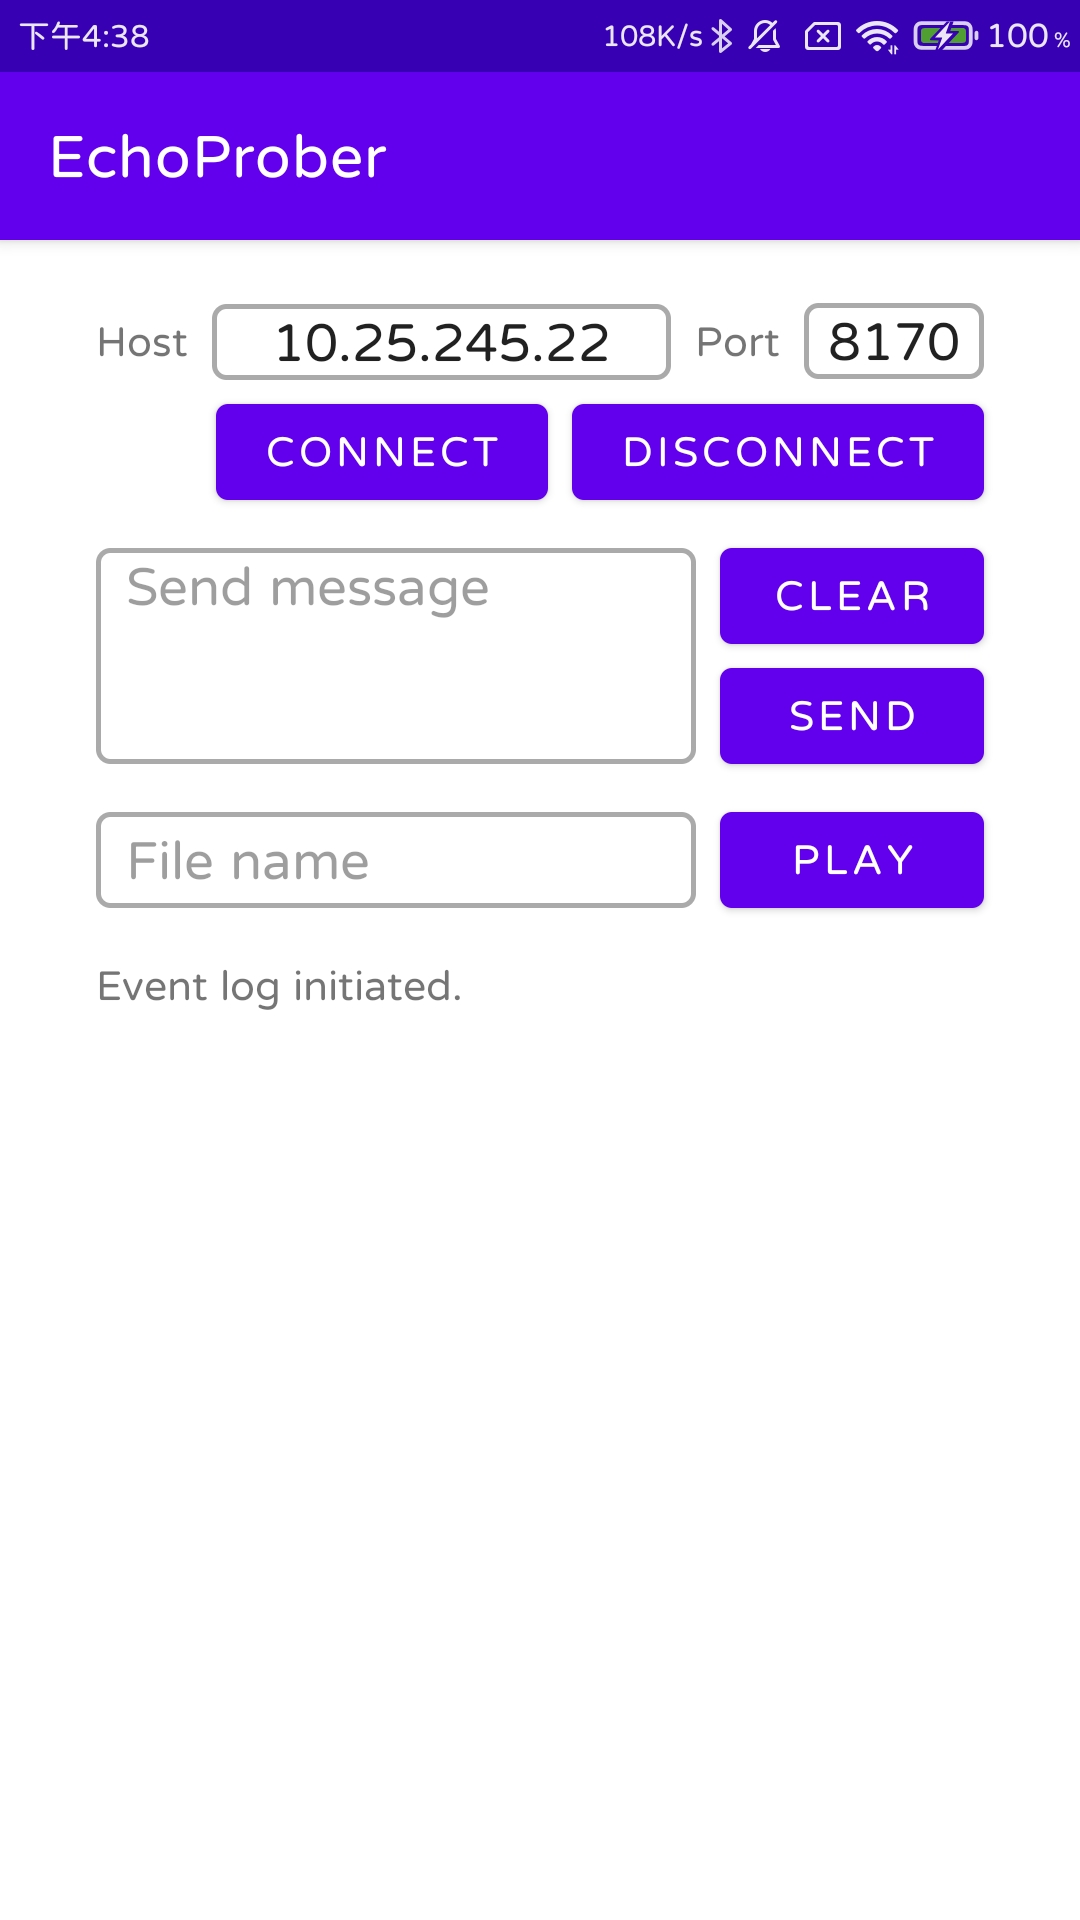 下午4:38 108K/s 100 %
EchoProber
Host 10.25.245.22 Port 8170
CONNECT DISCONNECT
Send message CLEAR
SEND
File name PLAY
Event log initiated.